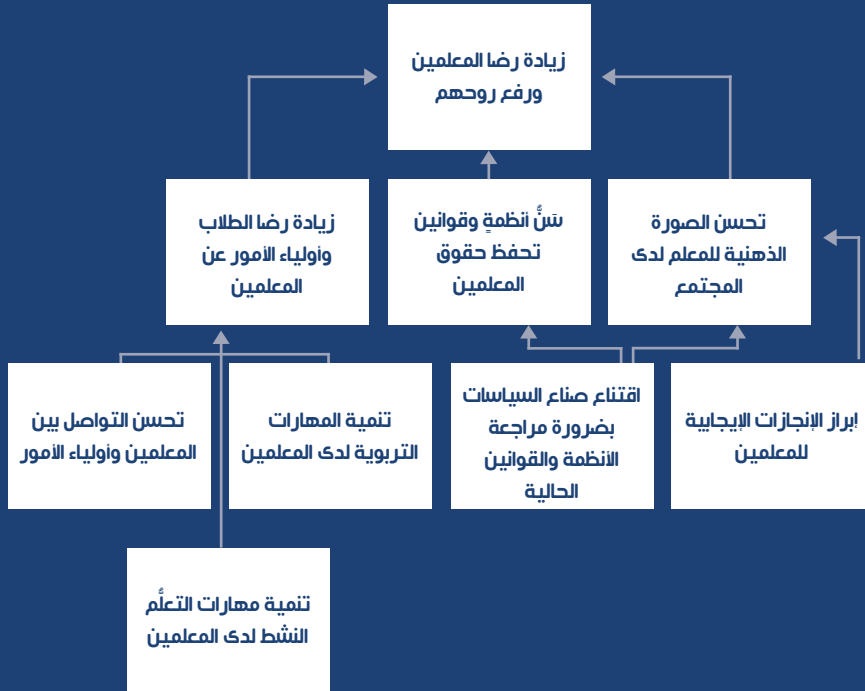 زيادة رضا المعلمين
ورفع روحهم
تحسن الصورة
الذهنية للمعلم لدى
المجتمع
سَنُّ أنظمةٍ وقوانين
تحفظ حقوق
المعلمين
زيادة رضا الطلاب
وأولياء الأمور عن
المعلمين
إبراز الإنجازات الإيجابية
للمعلمين
اقتناع صناع السياسات
بضرورة مراجعة
الأنظمة والقوانين
الحالية
تنمية المهارات
التربوية لدى المعلمين
تحسن التواصل بين
المعلمين وأولياء الأمور
تنمية مهارات التعلُّم
النشط لدى المعلمين